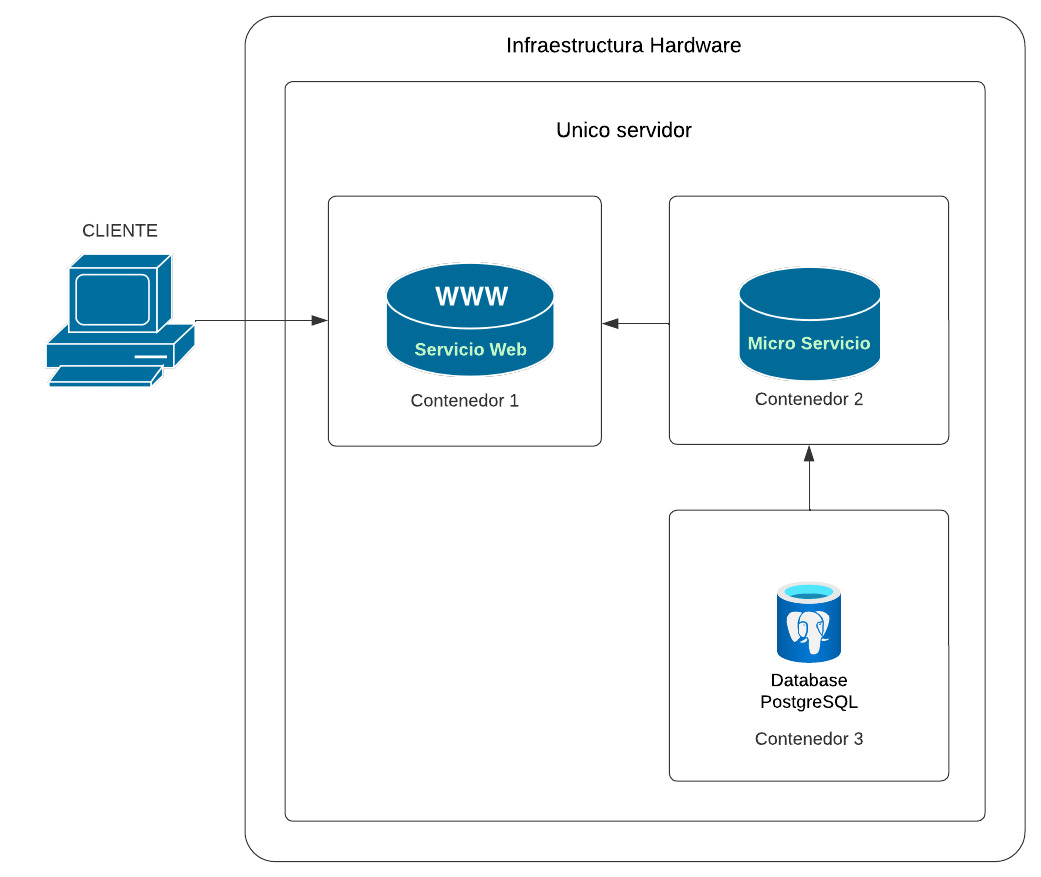 Infraestructura Hardware
Unico servidor
CLIENTE
WWW
Servicio Web
Contenedor 1
Micro Servicio
Contenedor 2
Database
PostgreSQL
Contenedor 3